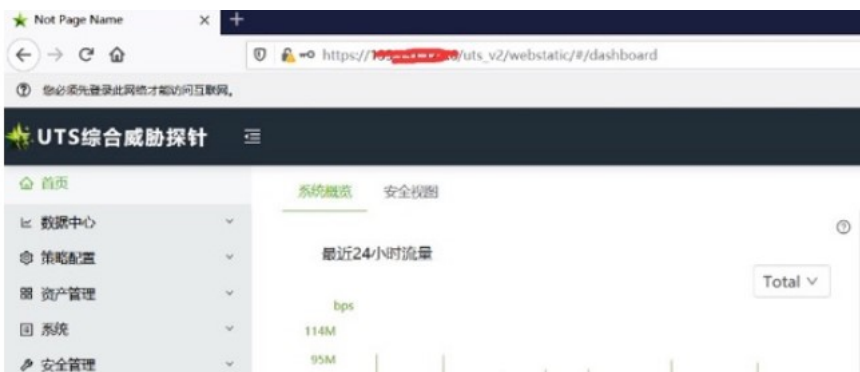 Not Page Name
https://
/uts_v2/webstatic/#/dashboard
您必须先登录此网络才能访问互联网。
UTS综合威胁探针
首页
系统概览 安全视图
数据中心
最近24小时流量
策略配置
Total
资产管理
bps
系统
114M
安全管理
95M